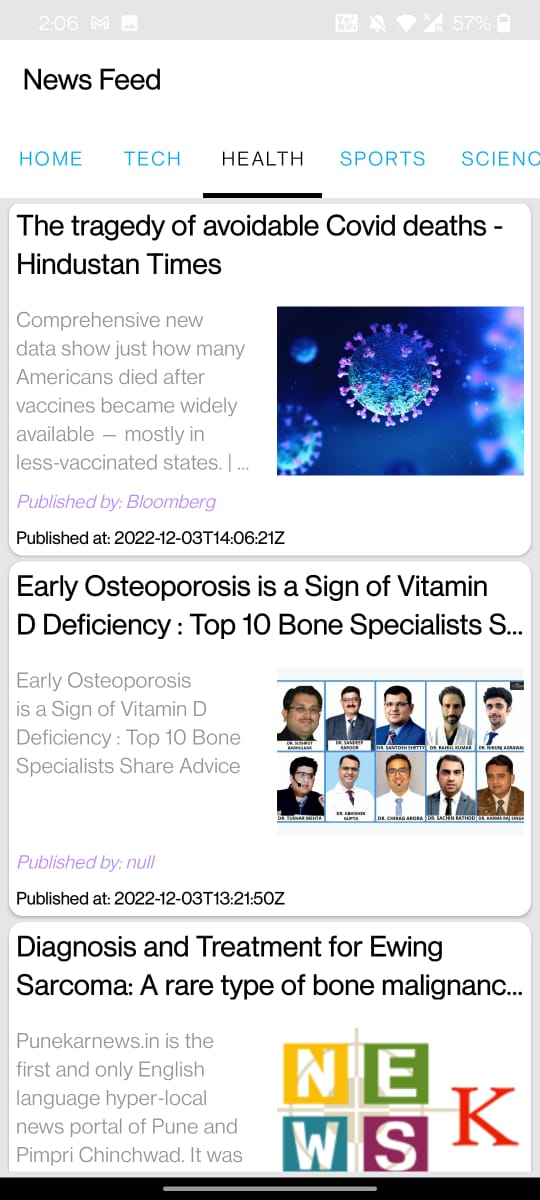 2:06
Vo WiFi
57%
News Feed
HOME TECH HEALTH SPORTS SCIENC
The tragedy of avoidable Covid deaths -
Hindustan Times
Comprehensive new
data show just how many
Americans died after
vaccines became widely
available — mostly in
less-vaccinated states. | ...
Published by: Bloomberg
Published at: 2022-12-03T14:06:21Z
Early Osteoporosis is a Sign of Vitamin
D Deficiency : Top 10 Bone Specialists S...
Early Osteoporosis
is a Sign of Vitamin D
Deficiency : Top 10 Bone
Specialists Share Advice
DR. SANDEEP
KAPOOR
DR. SANTOSH SHETTY
DR. RAHUL KUMAR
DR. NIKUNJ AGRAWAL
DR. TUSHAR MEHTA
DR. ABHISHEK
GUPTA
DR. CHIRAG ARORA
DR. SACHIN RATHOD
DR. KARMA RAJ SINGH
Published by: null
Published at: 2022-12-03T13:21:50Z
Diagnosis and Treatment for Ewing
Sarcoma: A rare type of bone malignanc...
Punekarnews.in is the
first and only English
language hyper-local
news portal of Pune and
Pimpri Chinchwad. It was
NE
WS
K